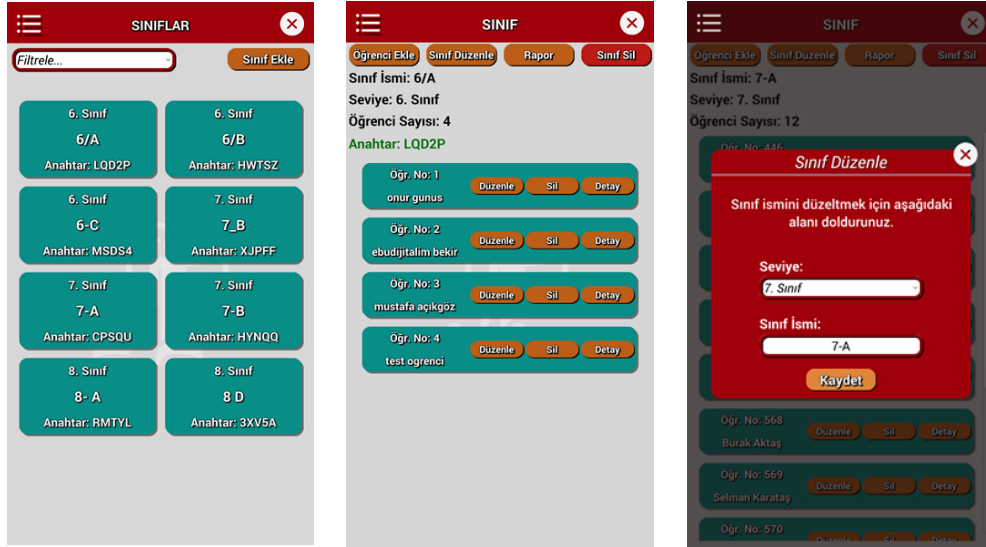 SINIFLAR
Filtrele...
Sınıf Ekle
6. Sınıf
6/A
Anahtar: LQD2P
6. Sınıf
6/B
Anahtar: HWTSZ
6. Sınıf
6-C
Anahtar: MSDS4
7. Sınıf
7_B
Anahtar: XJPFF
7. Sınıf
7-A
Anahtar: CPSQU
7. Sınıf
7-B
Anahtar: HYNQQ
8. Sınıf
8- A
Anahtar: RMTYL
8. Sınıf
8 D
Anahtar: 3XV5A
SINIF
Öğrenci Ekle Sınıf Düzenle Rapor Sınıf Sil
Sınıf İsmi: 6/A
Seviye: 6. Sınıf
Öğrenci Sayısı: 4
Anahtar: LQD2P
Öğr. No: 1
onur gunus
Düzenle Sil Detay
Öğr. No: 2
ebudijitalim bekir
Düzenle Sil Detay
Öğr. No: 3
mustafa açıkgöz
Düzenle Sil Detay
Öğr. No: 4
test ogrenci
Düzenle Sil Detay
SINIF
Öğrenci Ekle Sınıf Düzenle Rapor Sınıf Sil
Sınıf İsmi: 7-A
Seviye: 7. Sınıf
Öğrenci Sayısı: 12
Öğr. No: 446
Sınıf Düzenle
Sınıf ismini düzeltmek için aşağıdaki
alanı doldurunuz.
Seviye:
7. Sınıf
Sınıf İsmi:
7-A
Kaydet
Öğr. No: 568
Burak Aktaş
Düzenle Sil Detay
Öğr. No: 569
Selman Karataş
Düzenle Sil Detay
Öğr. No: 570
Düzenle Sil Detay